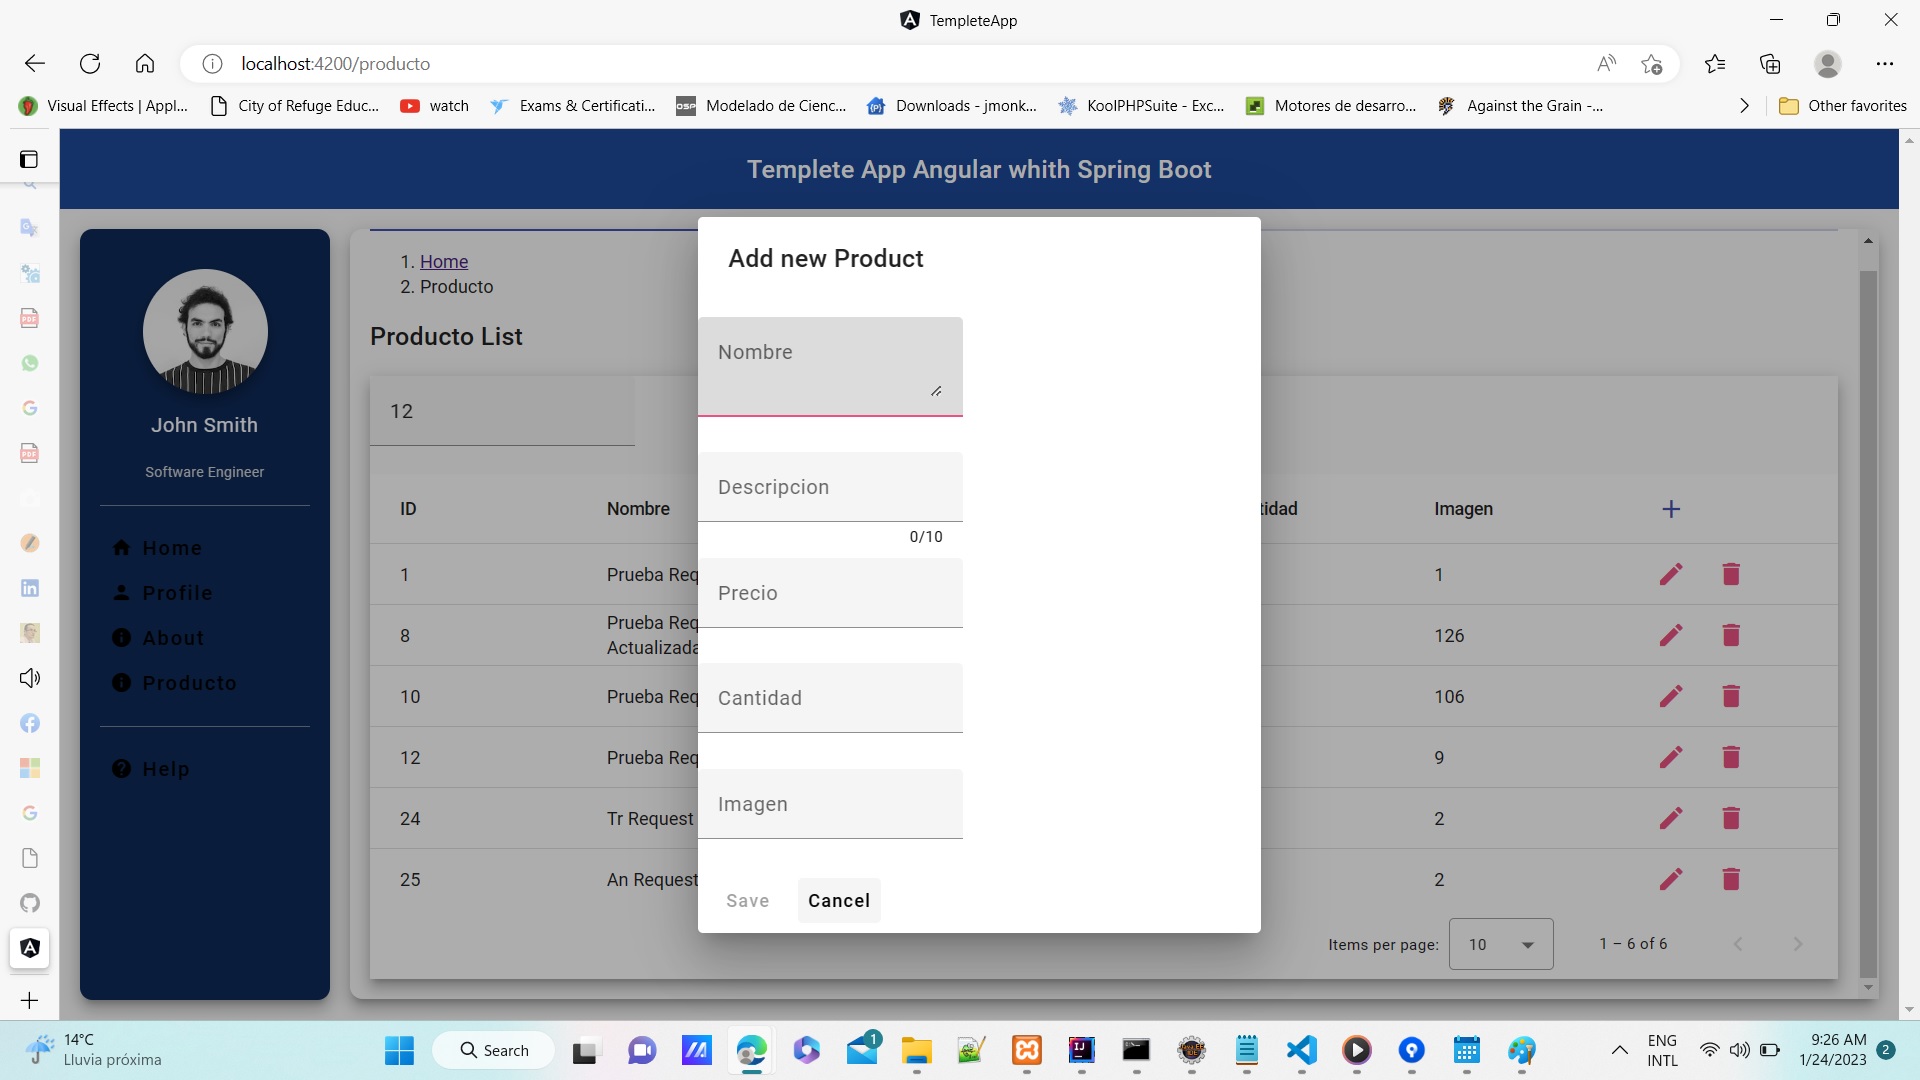 TempleteApp
localhost:4200/producto
Visual Effects | Appl...
City of Refuge Educ...
watch
Exams & Certificati...
Modelado de Cienc...
Downloads - jmonk...
KoolPHPSuite - Exc...
Motores de desarro...
Against the Grain -...
Other favorites
Templete App Angular whith Spring Boot
John Smith
Software Engineer
Home
Profile
About
Producto
Help
1. Home
2. Producto
Producto List
12
ID Nombre tidad Imagen
1 Prueba Req 1
8 Prueba Req
Actualizada 126
10 Prueba Req 106
12 Prueba Req 9
24 Tr Request 2
25 An Request 2
Items per page: 10 1 – 6 of 6
Add new Product
Nombre
Descripcion
0/10
Precio
Cantidad
Imagen
Save Cancel
14°C
Lluvia próxima
Search
1
ENG
INTL
9:26 AM
1/24/2023
2